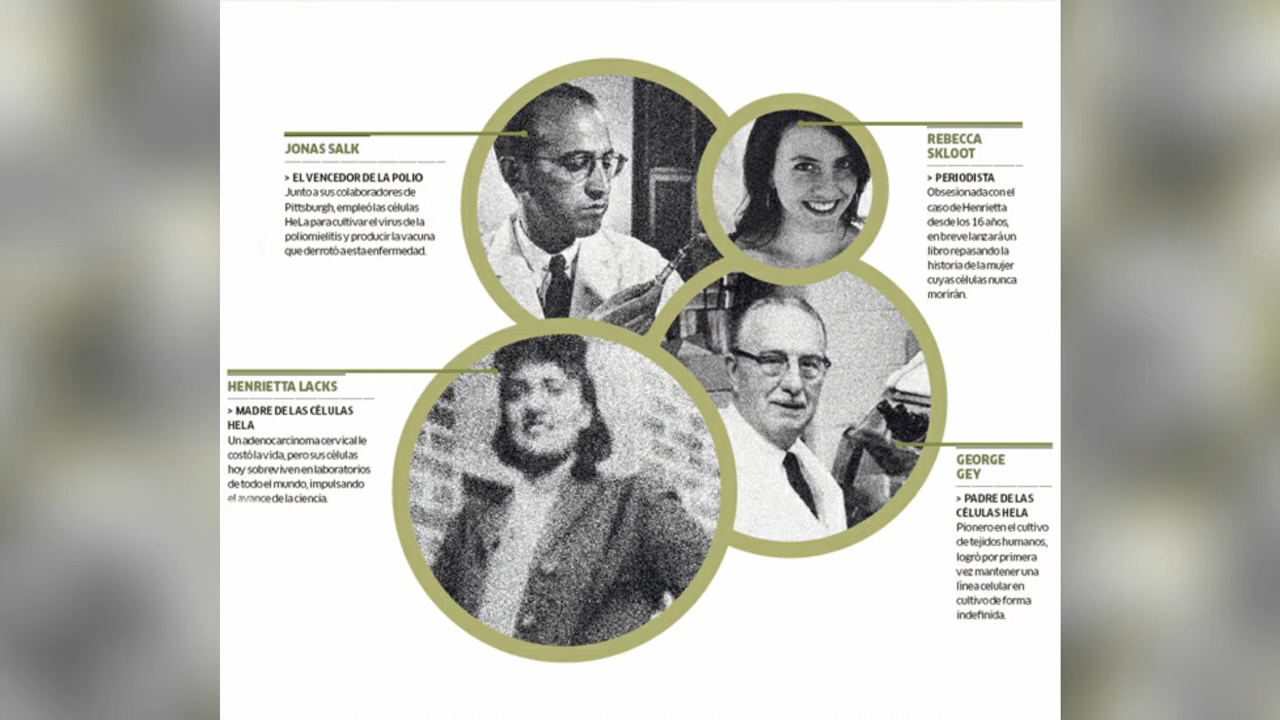 JONAS SALK
> EL VENCEDOR DE LA POLIO
Junto a sus colaboradores de
Pittsburgh, empleó las células
HeLa para cultivar el virus de la
poliomielitis y producir la vacuna
que derrotó a esta enfermedad.
REBECCA
SKLOOT
> PERIODISTA
Obsesionada con el
caso de Henrietta
desde los 16 años,
en breve lanzará un
libro repasando la
historia de la mujer
cuyas células nunca
morirán.
HENRIETTA LACKS
> MADRE DE LAS CÉLULAS
HELA
Un adenocarcinoma cervical le
costó la vida, pero sus células
hoy sobreviven en laboratorios
de todo el mundo, impulsando
el avance de la ciencia.
GEORGE
GEY
> PADRE DE LAS
CÉLULAS HELA
Pionero en el cultivo
de tejidos humanos,
logró por primera
vez mantener una
línea celular en
cultivo de forma
indefinida.